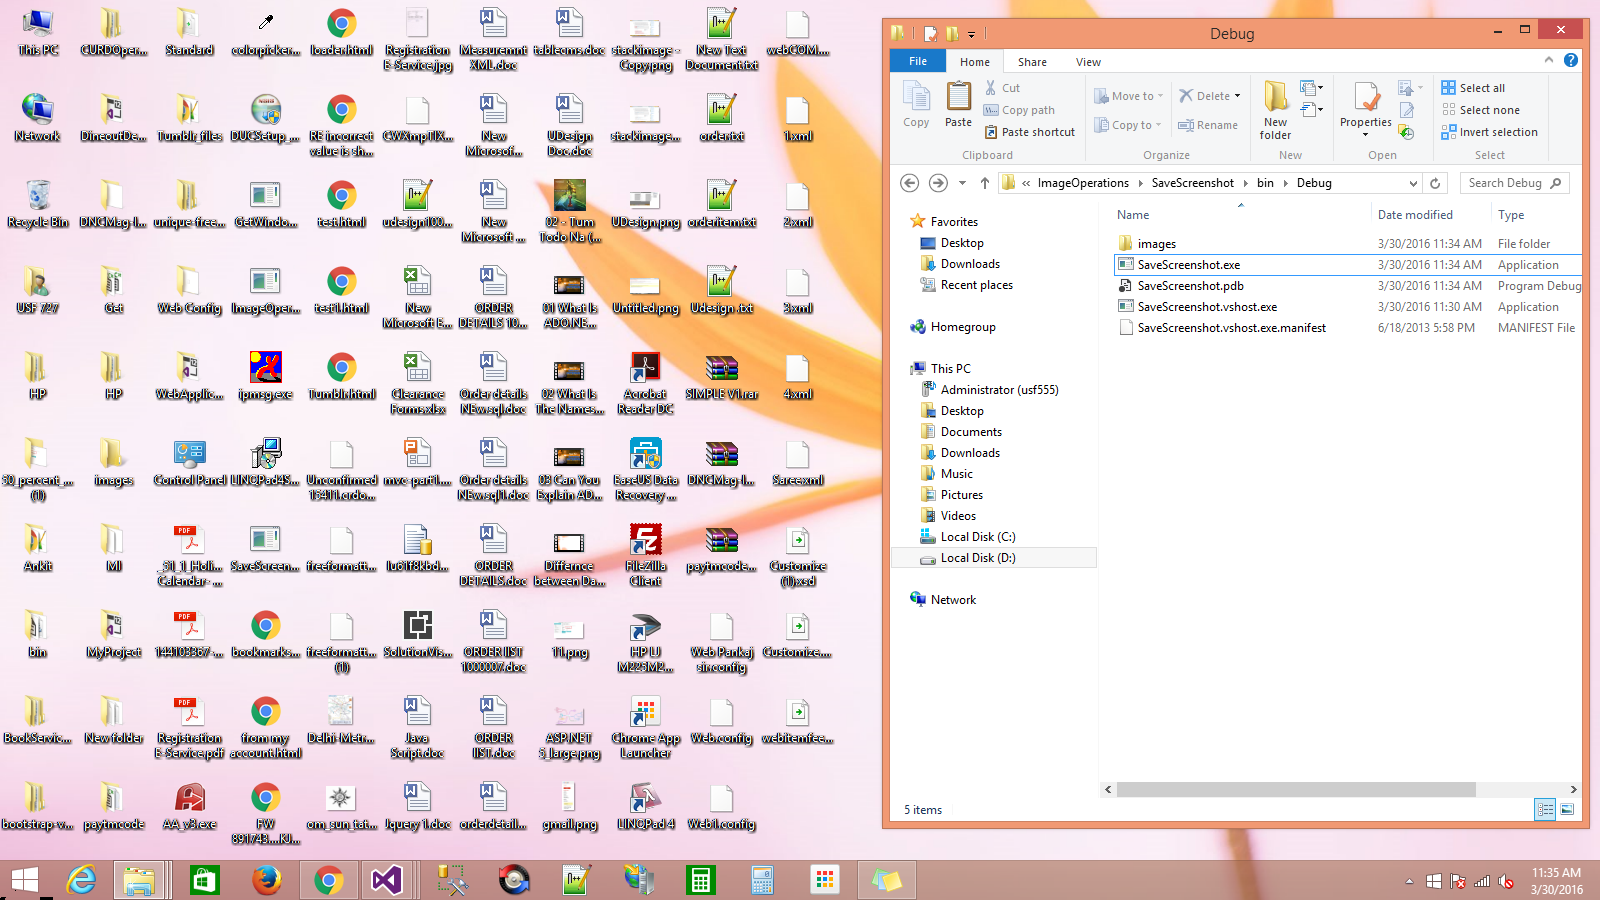 This PC
CURDOper...
Standard
colorpicker...
loader.html
Registration
E-Service.jpg
Measuremnt
XML.doc
tablecms.doc
stackimage -
Copy.png
New Text
Document.txt
webCOM....
Network
DineoutDe...
Tumblr_files
DUCSetup_...
RE incorrect
value is sh...
CWXmpTIX...
New
Microsof...
UDesign
Doc.doc
stackimage...
order.txt
1.xml
Recycle Bin
DNCMag-I...
unique-free...
GetWindo...
test.html
udesign100...
New
Microsoft ...
02 - Tum
Todo Na (...
UDesign.png
orderitem.txt
2.xml
USF 727
Get
Web Config
ImageOper...
test1.html
New
Microsoft E...
ORDER
DETAILS 10...
01 What Is
ADO.NE...
Untitled.png
Udesign .txt
3.xml
HP
HP
WebApplic...
ipmsg.exe
Tumblr.html
Clearance
Forms.xlsx
Order details
NEw.sql.doc
02 What Is
The Names...
Acrobat
Reader DC
SIMPLE V1.rar
4.xml
50_percent_...
(1)
images
Control Panel
LINQPad4S...
Unconfirmed
15411.crdo...
mvc-part1...
Order details
NEw.sql1.doc
03 Can You
Explain AD...
EaseUS Data
Recovery ...
DNCMag-I...
Saree.xml
Ankit
MI
_51_1_Holi...
Calendar- ...
SaveScreen...
freeformatt...
lu61f8kbd...
ORDER
DETAILS.doc
Differnce
between Da...
FileZilla
Client
paytmcode...
Customize
(1).xsd
bin
MyProject
144103367 -...
bookmarks...
freeformatt...
(1)
SolutionVis...
ORDER lIST
1000007.doc
11.png
HP LJ
M225M2...
Web Pankaj
sir.config
Customize....
BookServic...
New folder
Registration
E-Service.pdf
from my
account.html
Delhi-Metr...
Java
Script.doc
ORDER
lIST.doc
ASP.NET
5_large.png
Chrome App
Launcher
Web.config
webitemfee...
bootstrap-v...
paytmcode
AA_v3.exe
FW
891743....KJ...
om_sun_tat...
Jquery 1.doc
orderdetail...
gmail.png
LINQPad 4
Web1.config
Debug
File
Home
Share
View
Copy
Paste
Cut
Copy path
Paste shortcut
Clipboard
Move to
Copy to
Delete
Rename
Organize
New
folder
New
Properties
Open
Select all
Select none
Invert selection
Select
« ImageOperations
SaveScreenshot
bin
Debug
Search Debug
Favorites
Desktop
Downloads
Recent places
Homegroup
This PC
Administrator (usf555)
Desktop
Documents
Downloads
Music
Pictures
Videos
Local Disk (C:)
Local Disk (D:)
Network
Name Date modified Type
images 3/30/2016 11:34 AM File folder
SaveScreenshot.exe 3/30/2016 11:34 AM Application
SaveScreenshot.pdb 3/30/2016 11:34 AM Program Debug
SaveScreenshot.vshost.exe 3/30/2016 11:30 AM Application
SaveScreenshot.vshost.exe.manifest 6/18/2013 5:58 PM MANIFEST File
5 items
11:35 AM
3/30/2016